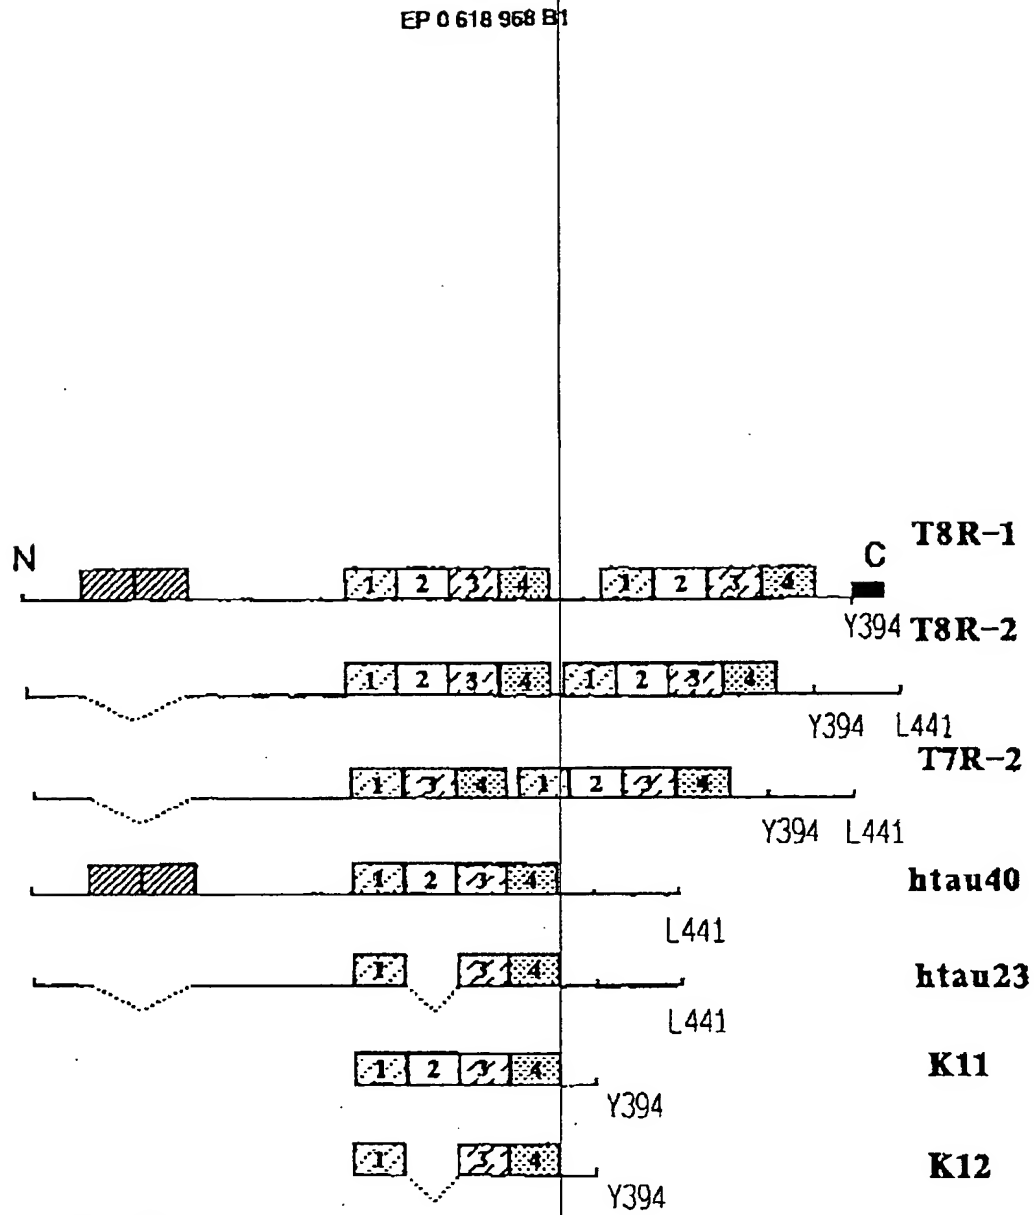 EP 0 618 968 B1
T8R-1
N
C
1 2 3 4 1 2 3 4
Y394
T8R-2
1 2 3 4 1 2 3 4
Y394 L441
T7R-2
1 3 4 1 2 3 4
Y394 L441
1 2 3 4
htau40
L441
1 3 4
htau23
L441
1 2 3 4
K11
Y394
1 3 4
K12
Y394